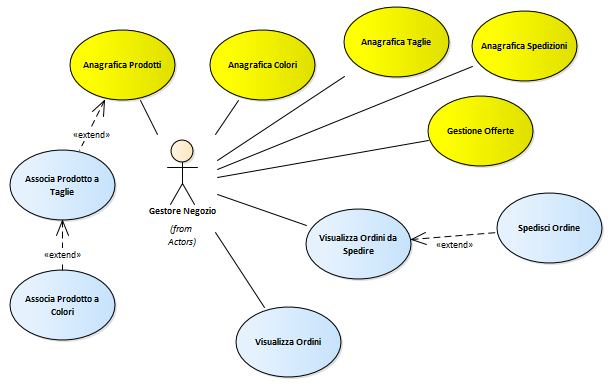 Anagrafica Taglie
Anagrafica Spedizioni
Anagrafica Prodotti
Anagrafica Colori
Gestione Offerte
«extend»
Associa Prodotto a
Taglie
Gestore Negozio
(from
Actors)
Visualizza Ordini da
Spedire
Spedisci Ordine
«extend»
«extend»
Associa Prodotto a
Colori
Visualizza Ordini